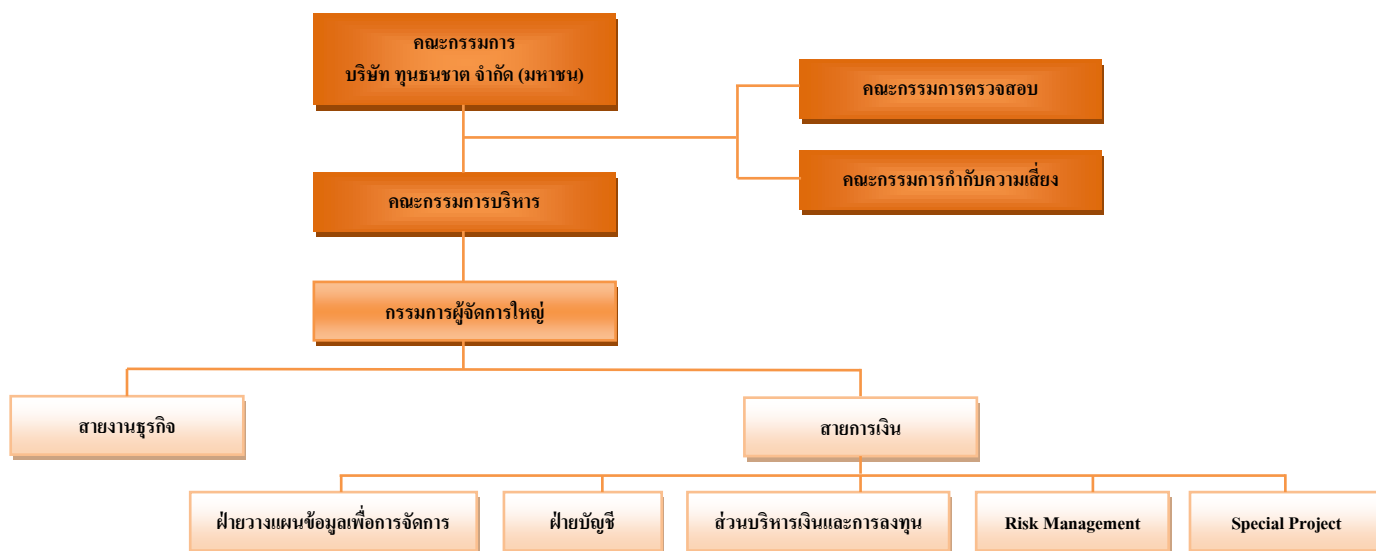 คณะกรรมการ
บริษัท ทุนธนชาต จำกัด (มหาชน)
คณะกรรมการตรวจสอบ
คณะกรรมการกำกับความเสี่ยง
คณะกรรมการบริหาร
กรรมการผู้จัดการใหญ่
สายงานธุรกิจ
สายการเงิน
ฝ่ายวางแผนข้อมูลเพื่อการจัดการ
ฝ่ายบัญชี
ส่วนบริหารเงินและการลงทุน
Risk Management
Special Project